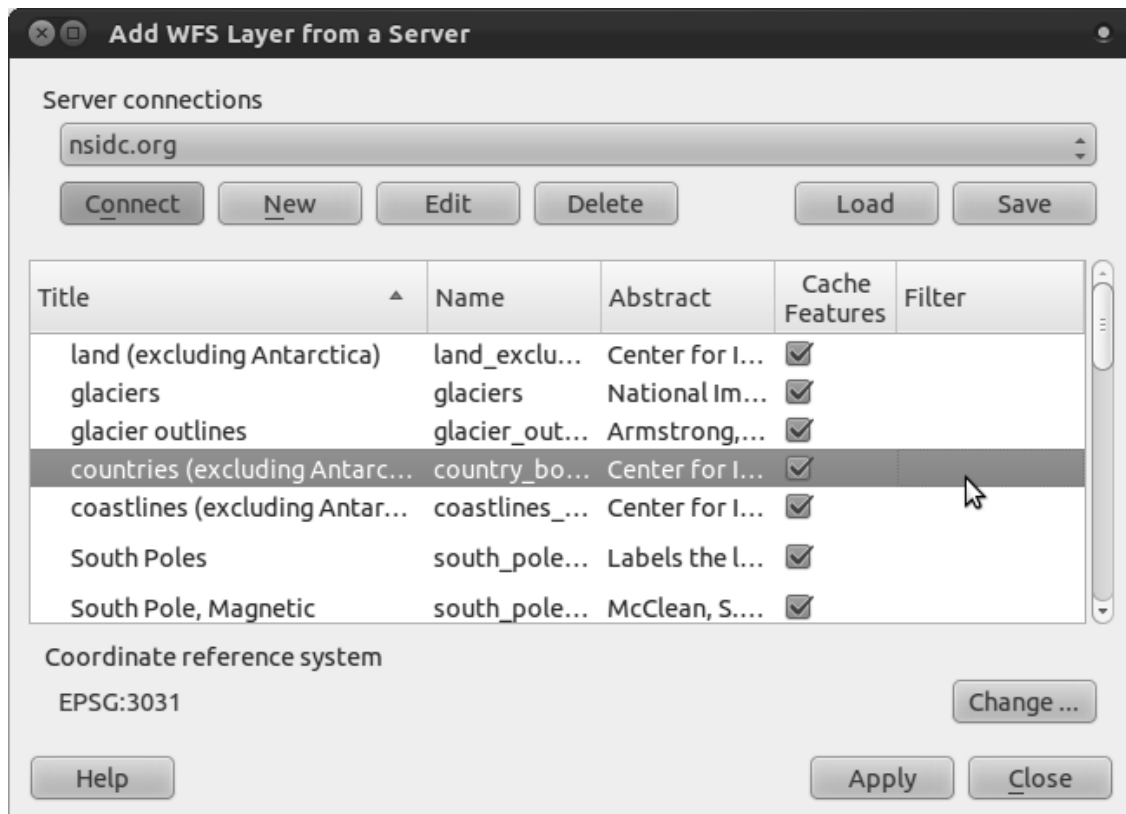 Add WFS Layer from a Server
Server connections
nsidc.org
Connect New Edit Delete Load Save
Title Name Abstract Cache Features Filter
land (excluding Antarctica) land_exclu... Center for I...
glaciers glaciers National Im...
glacier outlines glacier_out... Armstrong,...
countries (excluding Antarc... country_bo... Center for I...
coastlines (excluding Antar... coastlines_... Center for I...
South Poles south_pole... Labels the l...
South Pole, Magnetic south_pole... McClean, S....
Coordinate reference system
EPSG:3031 Change ...
Help Apply Close